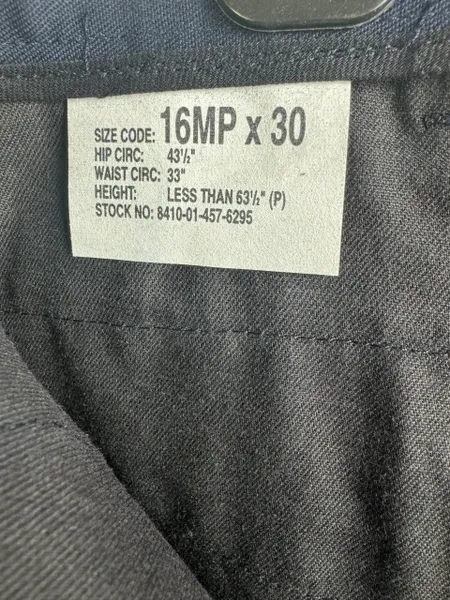 SIZE CODE: 16MP x 30
HIP CIRC: 43½"
WAIST CIRC: 33"
HEIGHT: LESS THAN 63½" (P)
STOCK NO: 8410-01-457-6295